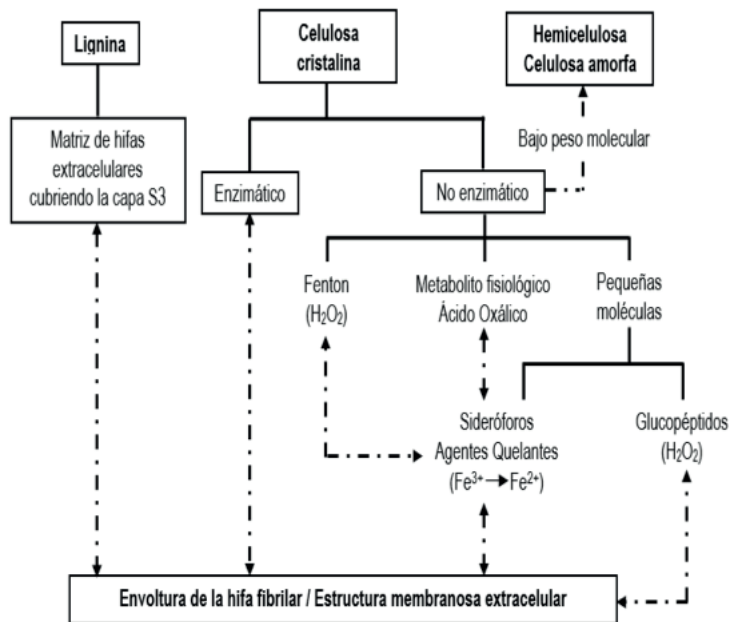 Lignina
Celulosa
cristalina
Hemicelulosa
Celulosa amorfa
Matriz de hifas
extracelulares
cubriendo la capa S3
Bajo peso molecular
Enzimático
No enzimático
Fenton
(H₂O₂)
Metabolito fisiológico
Ácido Oxálico
Pequeñas
moléculas
Sideróforos
Agentes Quelantes
(Fe³⁺→Fe²⁺)
Glucopéptidos
(H₂O₂)
Envoltura de la hifa fibrilar / Estructura membranosa extracelular